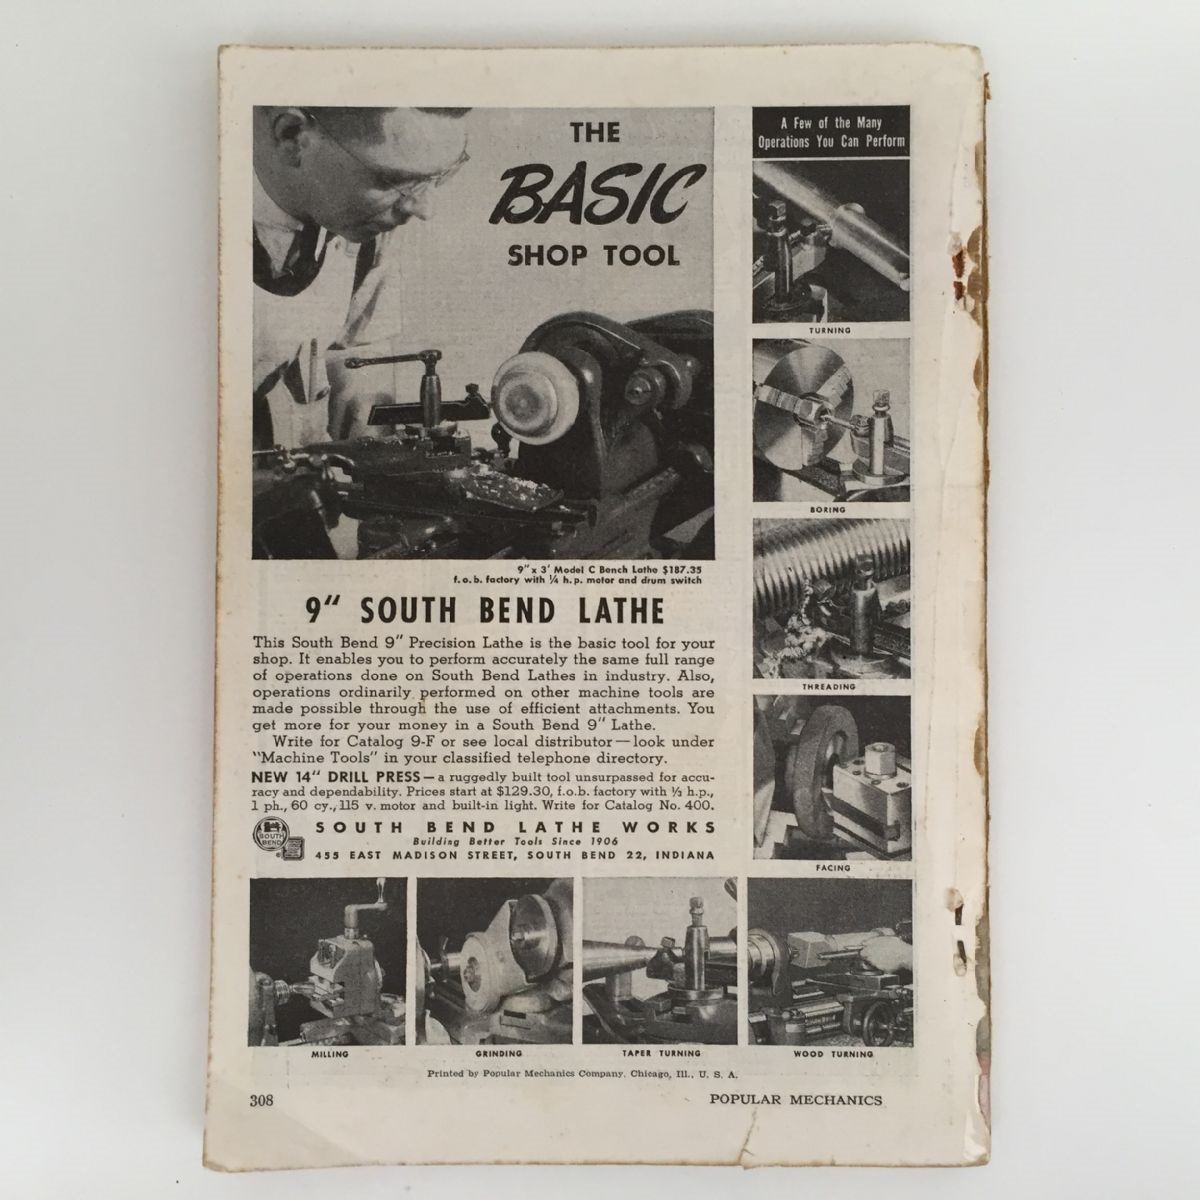 THE
BASIC
SHOP TOOL
9" x 3' Model C Bench Lathe $187.35
f.o.b. factory with ¼ h.p. motor and drum switch
9" SOUTH BEND LATHE
This South Bend 9" Precision Lathe is the basic tool for your
shop. It enables you to perform accurately the same full range
of operations done on South Bend Lathes in industry. Also,
operations ordinarily performed on other machine tools are
made possible through the use of efficient attachments. You
get more for your money in a South Bend 9" Lathe.
Write for Catalog 9-F or see local distributor—look under
"Machine Tools" in your classified telephone directory.
NEW 14" DRILL PRESS—a ruggedly built tool unsurpassed for accu-
racy and dependability. Prices start at $129.30, f.o.b. factory with ⅓ h.p.,
1 ph., 60 cy., 115 v. motor and built-in light. Write for Catalog No. 400.
SOUTH
BEND
SOUTH BEND LATHE WORKS
Building Better Tools Since 1906
455 EAST MADISON STREET, SOUTH BEND 22, INDIANA
A Few of the Many
Operations You Can Perform
TURNING
BORING
THREADING
FACING
MILLING
GRINDING
TAPER TURNING
WOOD TURNING
Printed by Popular Mechanics Company. Chicago, Ill., U. S. A.
308
POPULAR MECHANICS